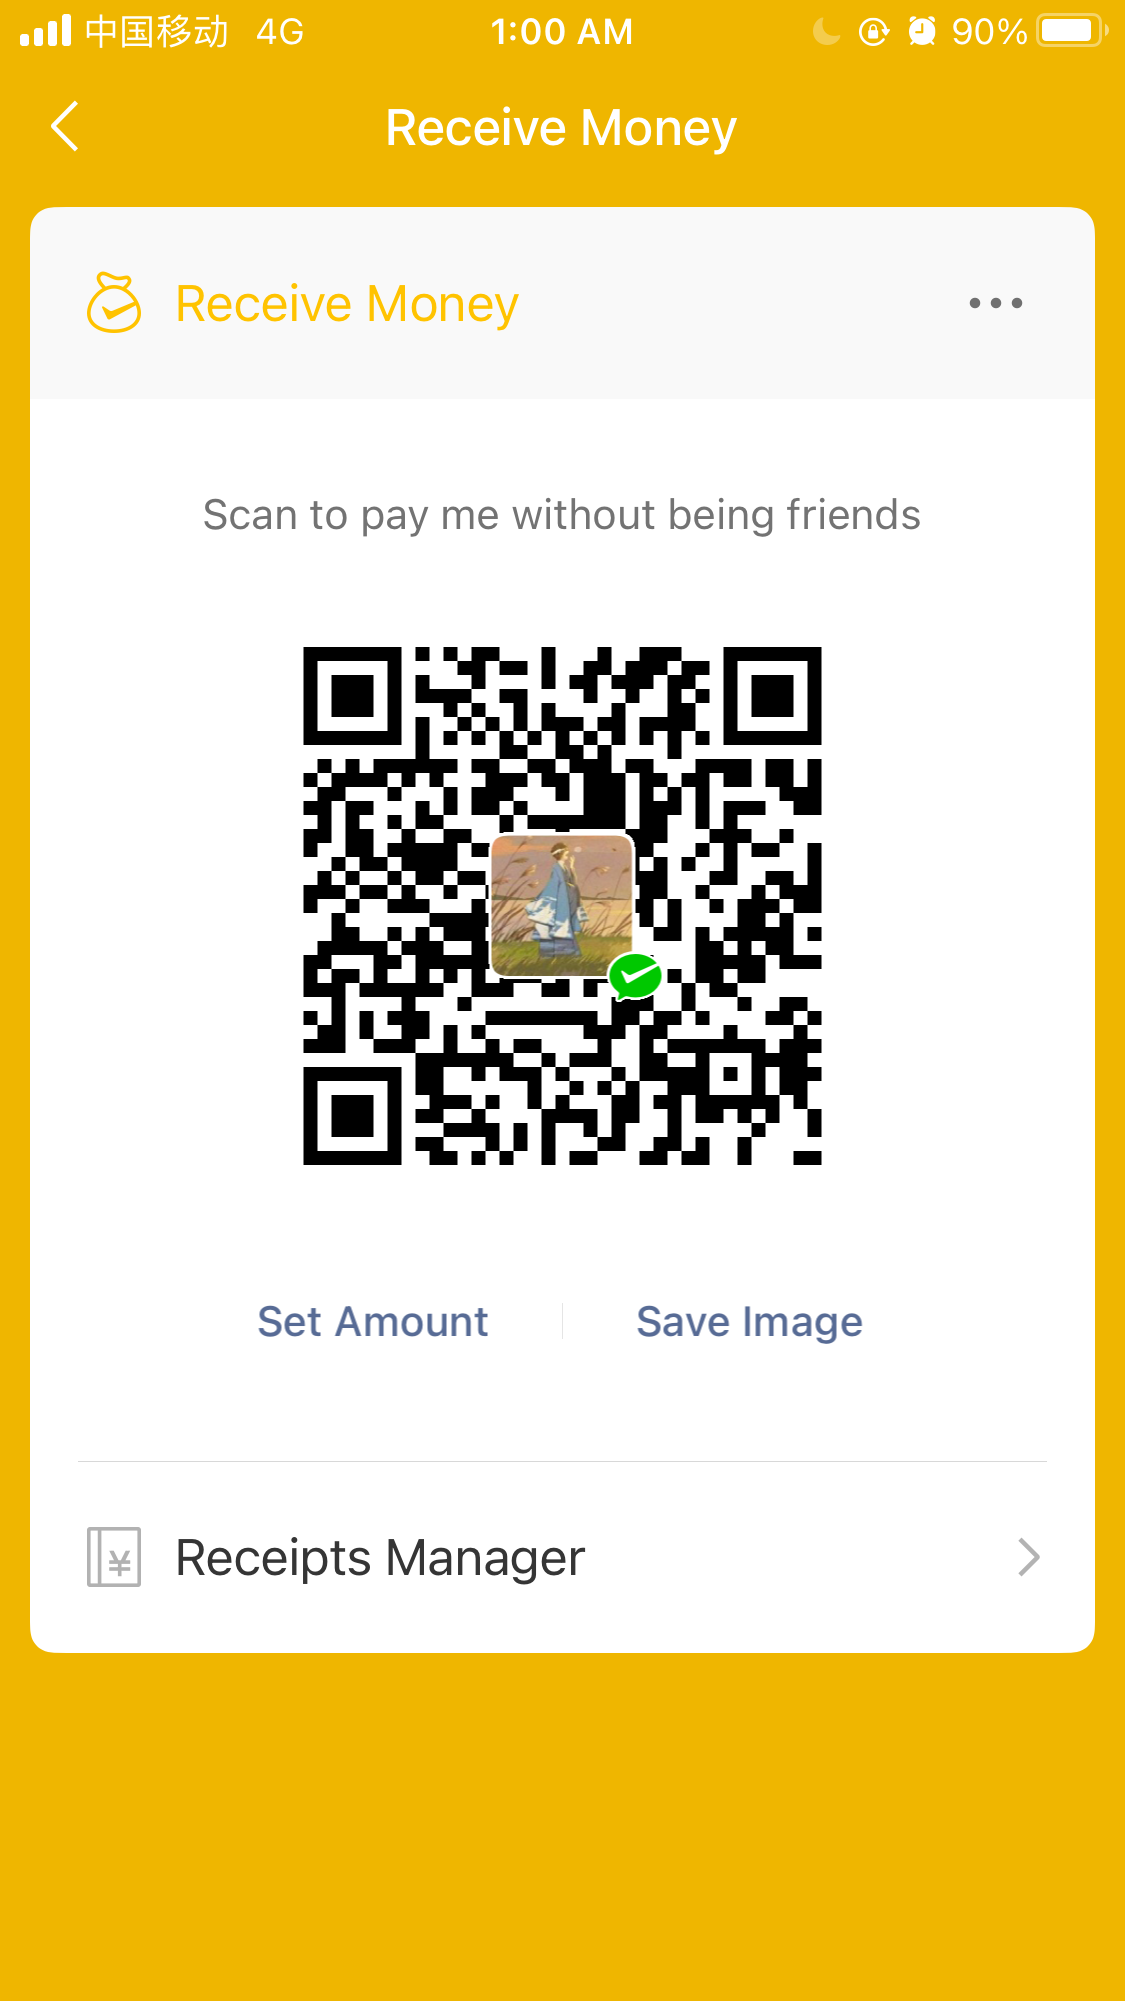 中国移动 4G 1:00 AM 90%
Receive Money
Receive Money
Scan to pay me without being friends
Set Amount Save Image
¥ Receipts Manager